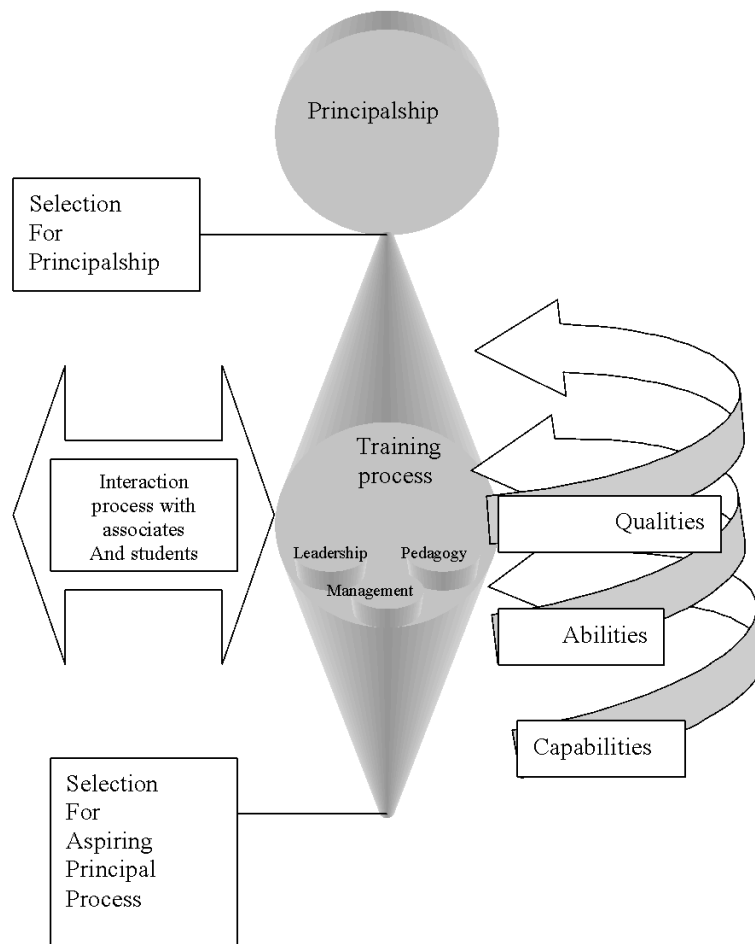 Principalship
Selection
For
Principalship
Training
process
Interaction
process with
associates
And students
Qualities
Leadership
Pedagogy
Management
Abilities
Capabilities
Selection
For
Aspiring
Principal
Process